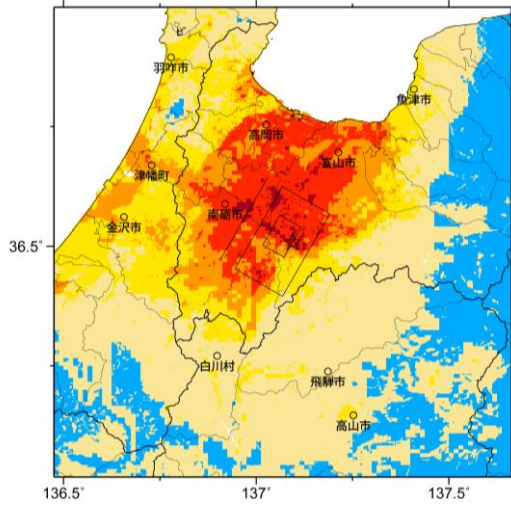 羽咋市
魚津市
高岡市
富山市
津幡町
南砺市
金沢市
36.5°
白川村
飛騨市
高山市
136.5° 137° 137.5°